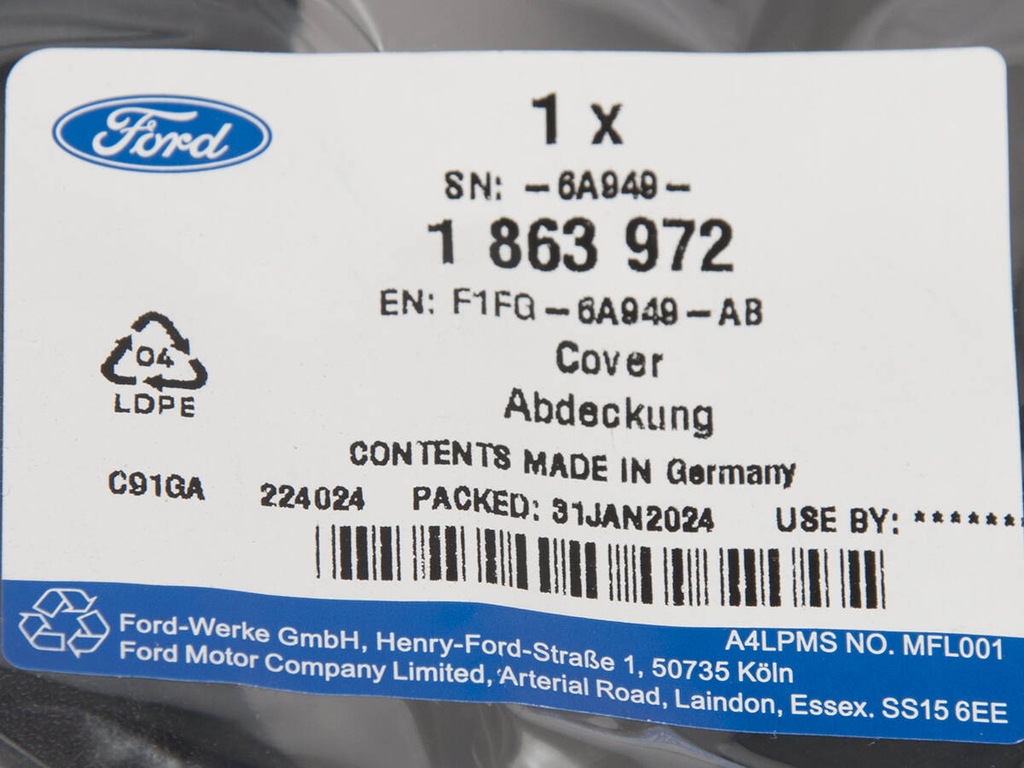 Ford
1 x
SN: -6A949-
1 863 972
EN: F1FG-6A949-AB
Cover
Abdeckung
04
LDPE
CONTENTS MADE IN Germany
C91GA 224024 PACKED: 31JAN2024 USE BY: *******
A4LPMS NO. MFL001
Ford-Werke GmbH, Henry-Ford-Straße 1, 50735 Köln
Ford Motor Company Limited, Arterial Road, Laindon, Essex. SS15 6EE